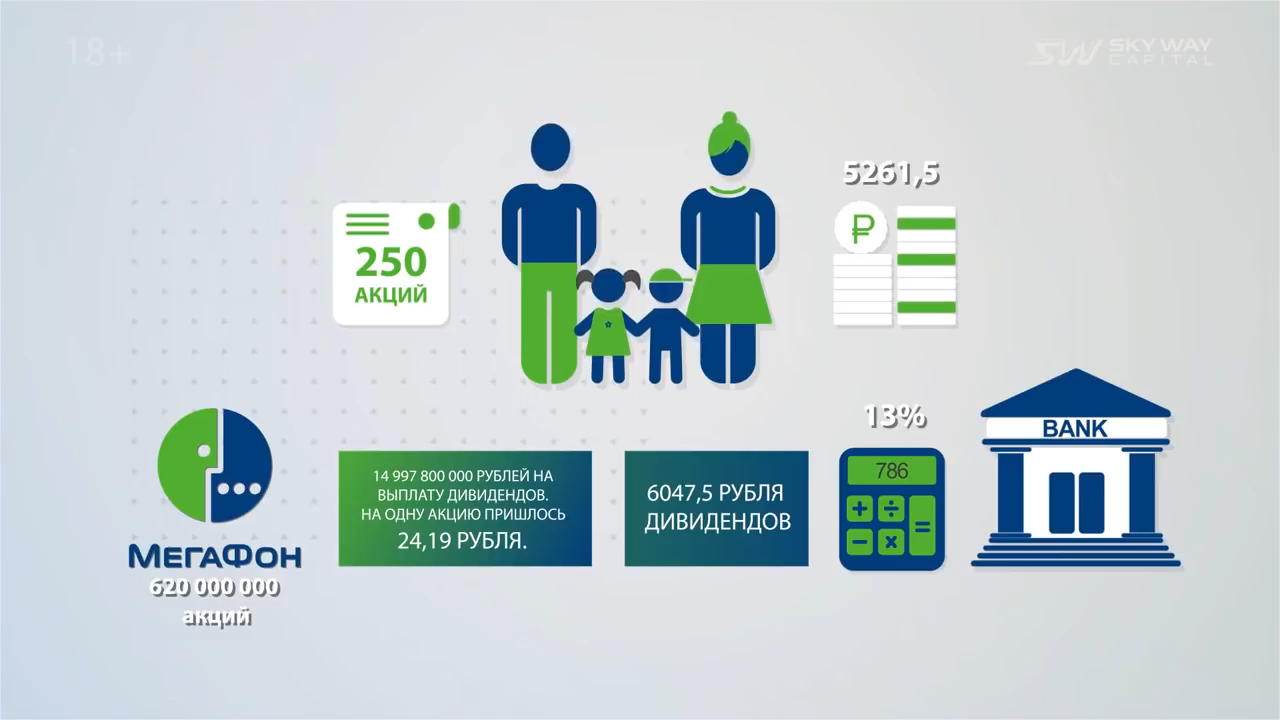 18+
SW SKY WAY
CAPITAL
5261,5
₽
250
АКЦИЙ
13%
BANK
786
+ ÷
=
− ×
14 997 800 000 РУБЛЕЙ НА
ВЫПЛАТУ ДИВИДЕНДОВ.
НА ОДНУ АКЦИЮ ПРИШЛОСЬ
24,19 РУБЛЯ.
6047,5 РУБЛЯ
ДИВИДЕНДОВ
МЕГАФОН
620 000 000
акций